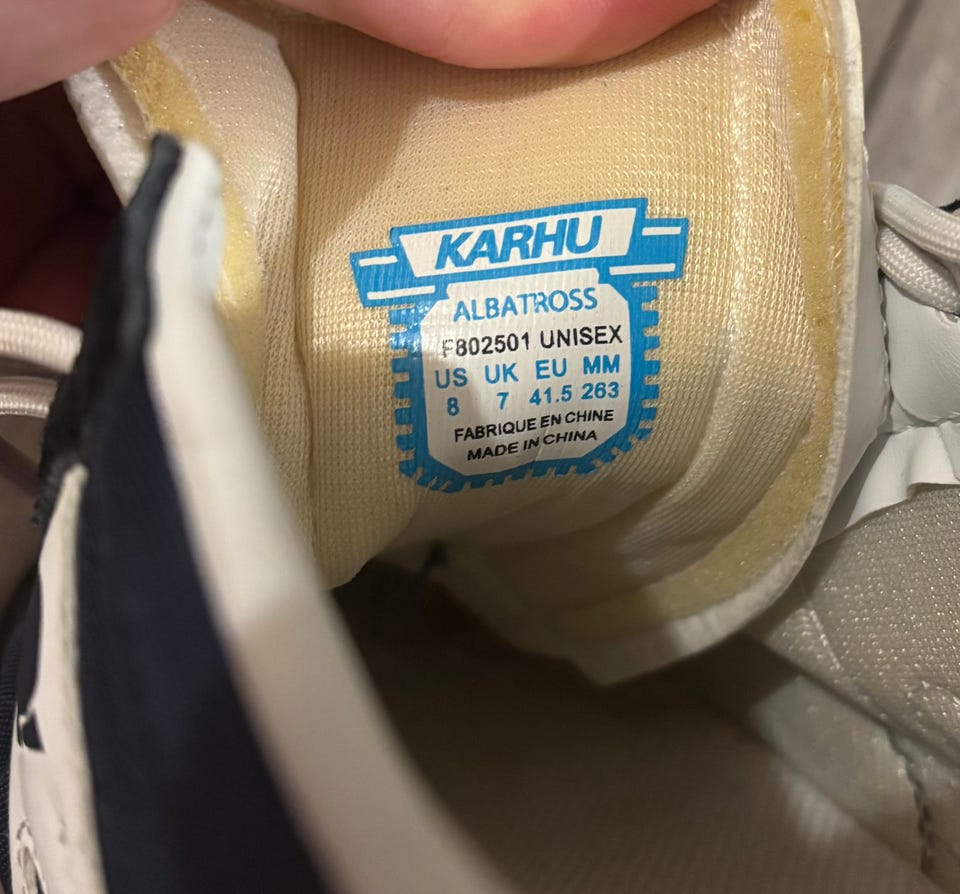 KARHU
ALBATROSS
F802501 UNISEX
US UK EU MM
8 7 41.5 263
FABRIQUE EN CHINE
MADE IN CHINA